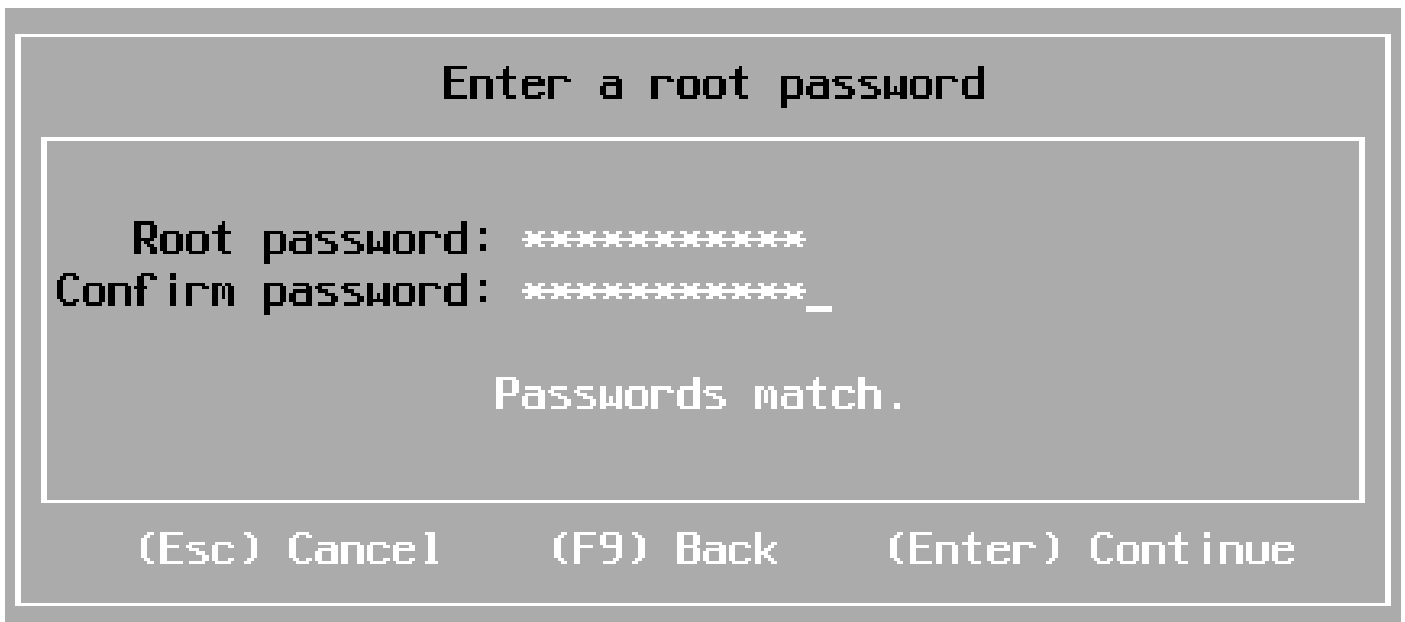 Enter a root password
Root password: ***********
Confirm password: ***********_
Passwords match.
(Esc) Cancel (F9) Back (Enter) Continue